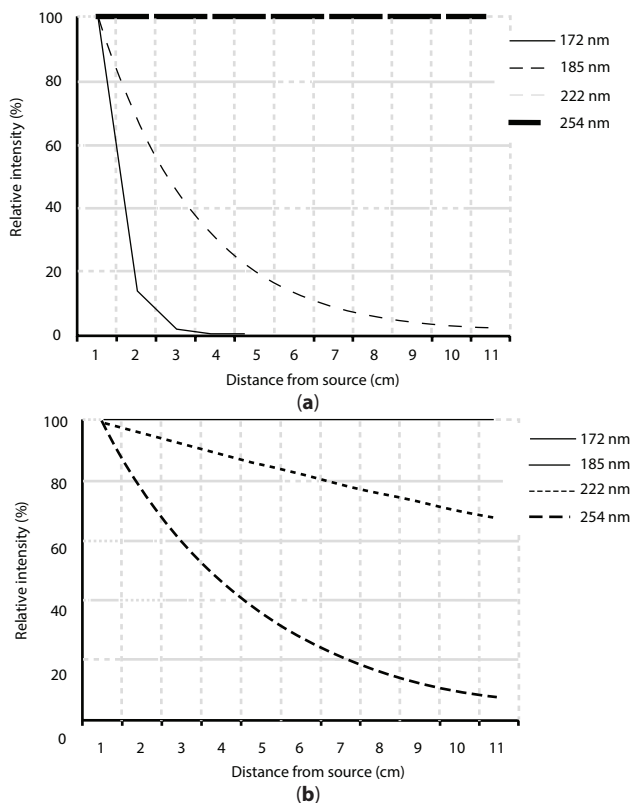 100
80
60
40
20
0
Relative intensity (%)
1 2 3 4 5 6 7 8 9 10 11
Distance from source (cm)
172 nm
185 nm
222 nm
254 nm
(a)
100
80
60
40
20
0
Relative intensity (%)
1 2 3 4 5 6 7 8 9 10 11
Distance from source (cm)
172 nm
185 nm
222 nm
254 nm
(b)